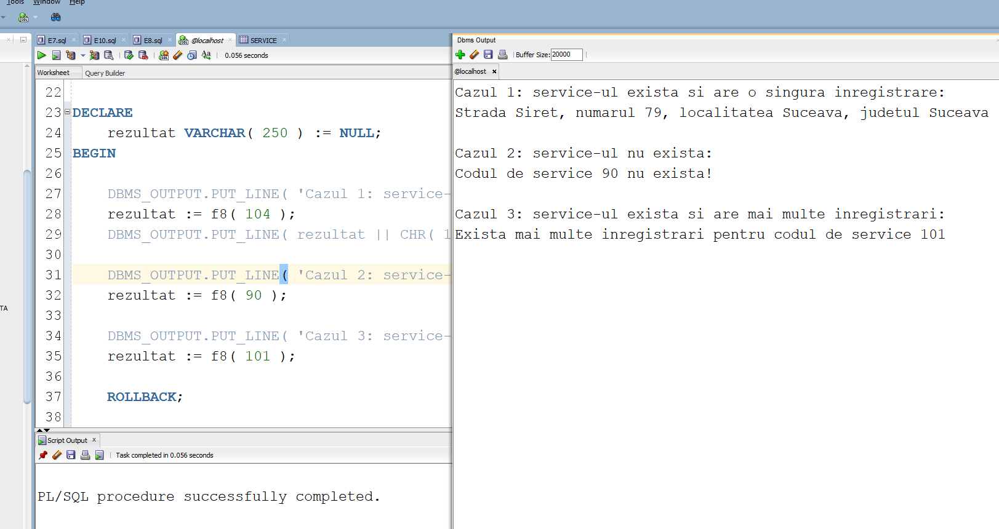 Tools Window Help
E7.sql E10.sql E8.sql @localhost SERVICE
0.056 seconds
Worksheet Query Builder
22
23 DECLARE
24 rezultat VARCHAR( 250 ) := NULL;
25 BEGIN
26
27 DBMS_OUTPUT.PUT_LINE( 'Cazul 1: service-
28 rezultat := f8( 104 );
29 DBMS_OUTPUT.PUT_LINE( rezultat || CHR( 1
30
31 DBMS_OUTPUT.PUT_LINE( 'Cazul 2: service-
32 rezultat := f8( 90 );
33
34 DBMS_OUTPUT.PUT_LINE( 'Cazul 3: service-
35 rezultat := f8( 101 );
36
37 ROLLBACK;
38
TA
Script Output
Task completed in 0.056 seconds
PL/SQL procedure successfully completed.
Dbms Output
Buffer Size: 20000
@localhost
Cazul 1: service-ul exista si are o singura inregistrare:
Strada Siret, numarul 79, localitatea Suceava, judetul Suceava
Cazul 2: service-ul nu exista:
Codul de service 90 nu exista!
Cazul 3: service-ul exista si are mai multe inregistrari:
Exista mai multe inregistrari pentru codul de service 101